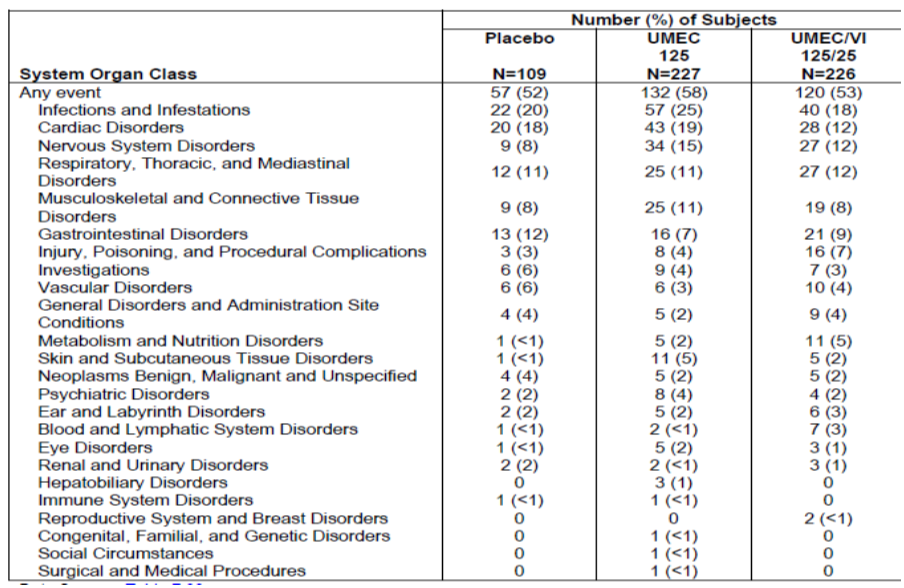 Number (%) of Subjects
Placebo UMEC UMEC/VI
125 125/25
System Organ Class N=109 N=227 N=226
Any event 57 (52) 132 (58) 120 (53)
Infections and Infestations 22 (20) 57 (25) 40 (18)
Cardiac Disorders 20 (18) 43 (19) 28 (12)
Nervous System Disorders 9 (8) 34 (15) 27 (12)
Respiratory, Thoracic, and Mediastinal
Disorders 12 (11) 25 (11) 27 (12)
Musculoskeletal and Connective Tissue
Disorders 9 (8) 25 (11) 19 (8)
Gastrointestinal Disorders 13 (12) 16 (7) 21 (9)
Injury, Poisoning, and Procedural Complications 3 (3) 8 (4) 16 (7)
Investigations 6 (6) 9 (4) 7 (3)
Vascular Disorders 6 (6) 6 (3) 10 (4)
General Disorders and Administration Site
Conditions 4 (4) 5 (2) 9 (4)
Metabolism and Nutrition Disorders 1 (<1) 5 (2) 11 (5)
Skin and Subcutaneous Tissue Disorders 1 (<1) 11 (5) 5 (2)
Neoplasms Benign, Malignant and Unspecified 4 (4) 5 (2) 5 (2)
Psychiatric Disorders 2 (2) 8 (4) 4 (2)
Ear and Labyrinth Disorders 2 (2) 5 (2) 6 (3)
Blood and Lymphatic System Disorders 1 (<1) 2 (<1) 7 (3)
Eye Disorders 1 (<1) 5 (2) 3 (1)
Renal and Urinary Disorders 2 (2) 2 (<1) 3 (1)
Hepatobiliary Disorders 0 3 (1) 0
Immune System Disorders 1 (<1) 1 (<1) 0
Reproductive System and Breast Disorders 0 0 2 (<1)
Congenital, Familial, and Genetic Disorders 0 1 (<1) 0
Social Circumstances 0 1 (<1) 0
Surgical and Medical Procedures 0 1 (<1) 0